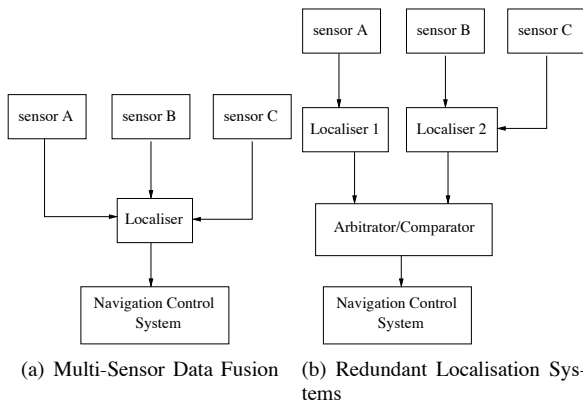 sensor A
sensor B
sensor C
Localiser
Navigation Control
System
(a) Multi-Sensor Data Fusion
sensor A
sensor B
sensor C
Localiser 1
Localiser 2
Arbitrator/Comparator
Navigation Control
System
(b) Redundant Localisation Sys-
tems